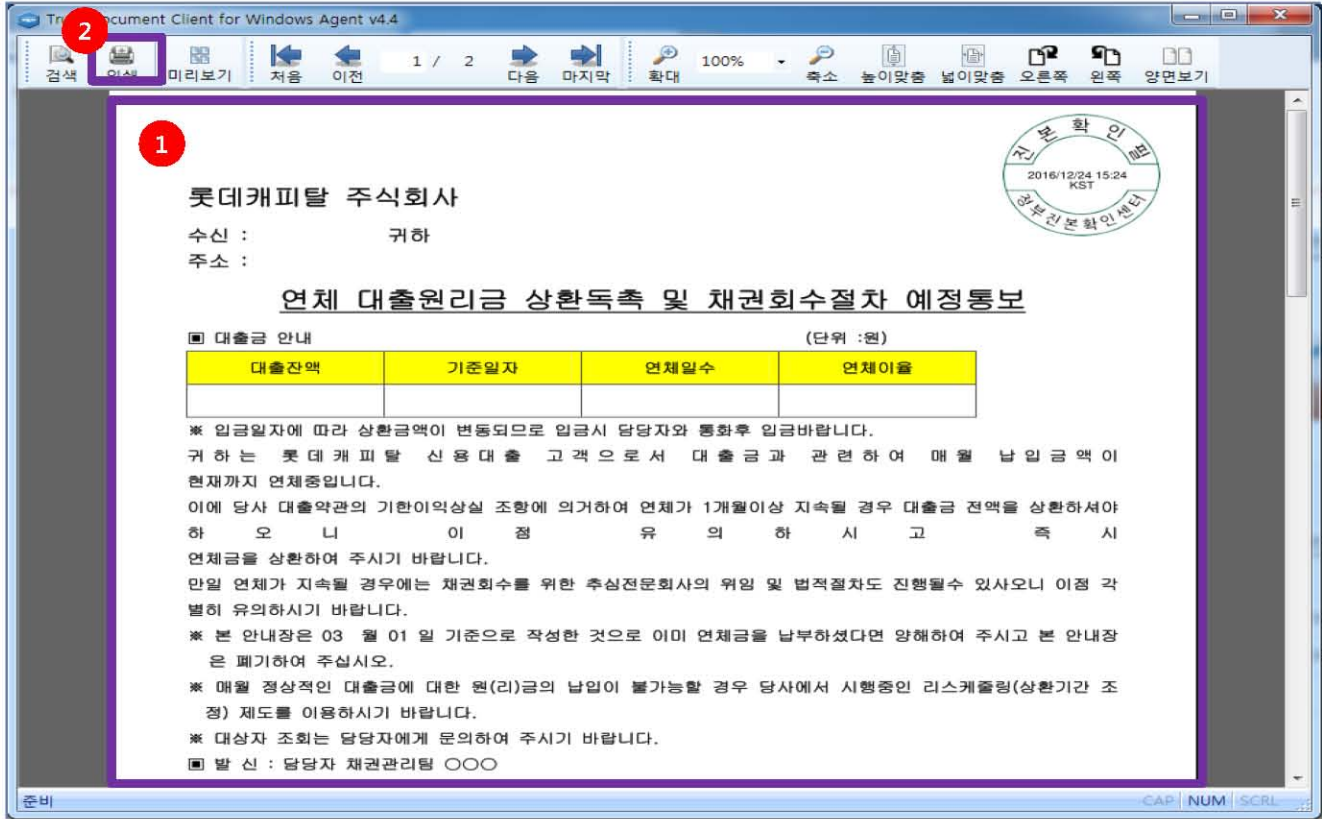 ocument Client for Windows Agent v4.4
2
검색 인쇄 미리보기 처음 이전 1 / 2 다음 마지막 확대 100% 축소 높이맞춤 넓이맞춤 오른쪽 왼쪽 양면보기
1
진본확인필
2016/12/24 15:24
KST
정부진본확인센터
롯데캐피탈 주식회사
수신 : 귀하
주소 :
연체 대출원리금 상환독촉 및 채권회수절차 예정통보
▣ 대출금 안내 (단위 :원)
대출잔액 기준일자 연체일수 연체이율
※ 입금일자에 따라 상환금액이 변동되므로 입금시 담당자와 통화후 입금바랍니다.
귀하는 롯데캐피탈 신용대출 고객으로서 대출금과 관련하여 매월 납입금액이
현재까지 연체중입니다.
이에 당사 대출약관의 기한이익상실 조항에 의거하여 연체가 1개월이상 지속될 경우 대출금 전액을 상환하셔야
하 오 니 이 점 유 의 하 시 고 즉 시
연체금을 상환하여 주시기 바랍니다.
만일 연체가 지속될 경우에는 채권회수를 위한 추심전문회사의 위임 및 법적절차도 진행될수 있사오니 이점 각
별히 유의하시기 바랍니다.
※ 본 안내장은 03 월 01 일 기준으로 작성한 것으로 이미 연체금을 납부하셨다면 양해하여 주시고 본 안내장
은 폐기하여 주십시오.
※ 매월 정상적인 대출금에 대한 원(리)금의 납입이 불가능할 경우 당사에서 시행중인 리스케줄링(상환기간 조
정) 제도를 이용하시기 바랍니다.
※ 대상자 조회는 담당자에게 문의하여 주시기 바랍니다.
▣ 발 신 : 담당자 채권관리팀 ○○○
준비 CAP NUM SCRL